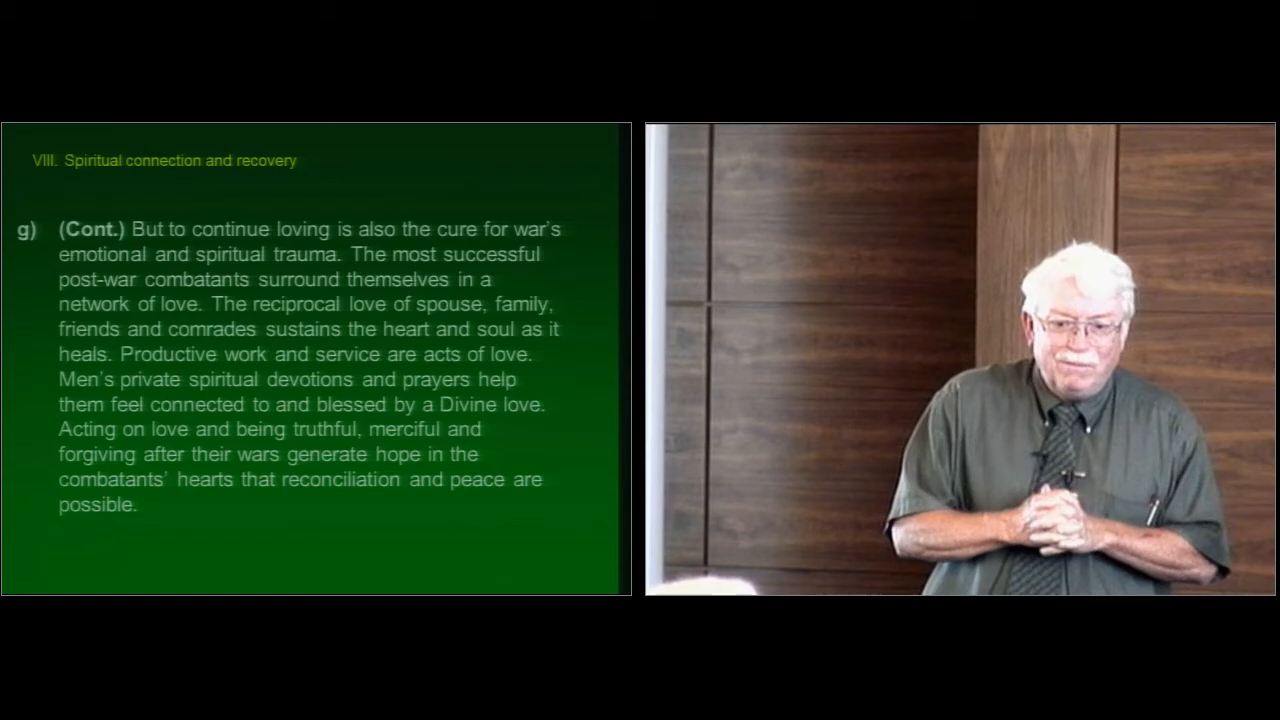 VIII. Spiritual connection and recovery
g) (Cont.) But to continue loving is also the cure for war's
emotional and spiritual trauma. The most successful
post-war combatants surround themselves in a
network of love. The reciprocal love of spouse, family,
friends and comrades sustains the heart and soul as it
heals. Productive work and service are acts of love.
Men's private spiritual devotions and prayers help
them feel connected to and blessed by a Divine love.
Acting on love and being truthful, merciful and
forgiving after their wars generate hope in the
combatants' hearts that reconciliation and peace are
possible.